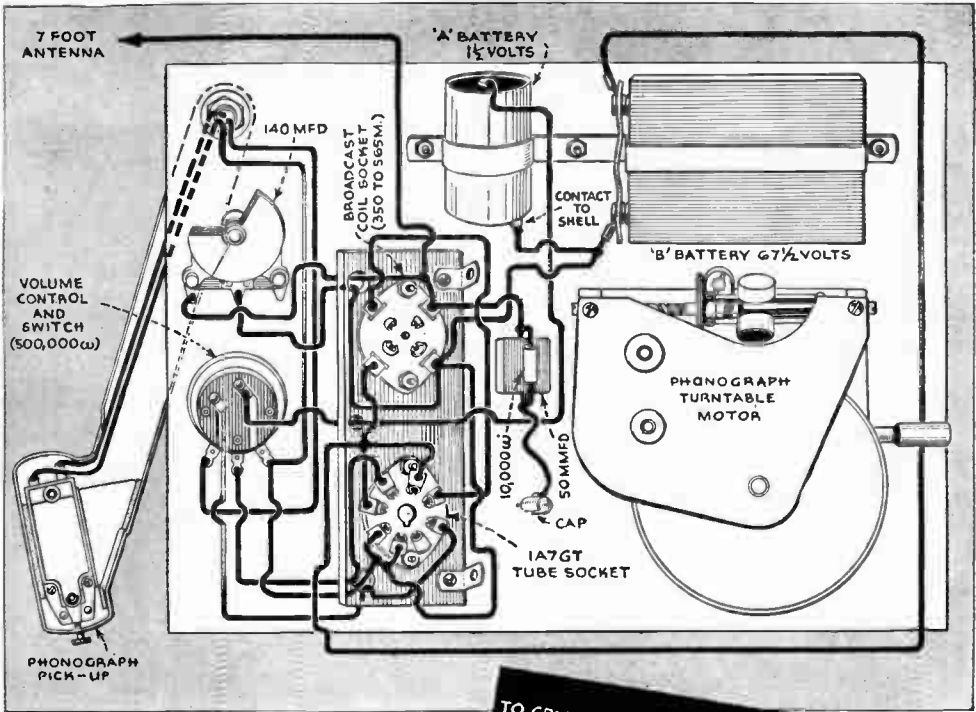 7 FOOT
ANTENNA
'A' BATTERY
1½ VOLTS
140 MFD
BROADCAST
COIL SOCKET
(350 TO 565M.)
CONTACT
TO
SHELL
'B' BATTERY 67½ VOLTS
VOLUME
CONTROL
AND
SWITCH
(500,000ω)
PHONOGRAPH
TURNTABLE
MOTOR
10,000ω
50 MMFD
CAP
1A7GT
TUBE SOCKET
PHONOGRAPH
PICK-UP